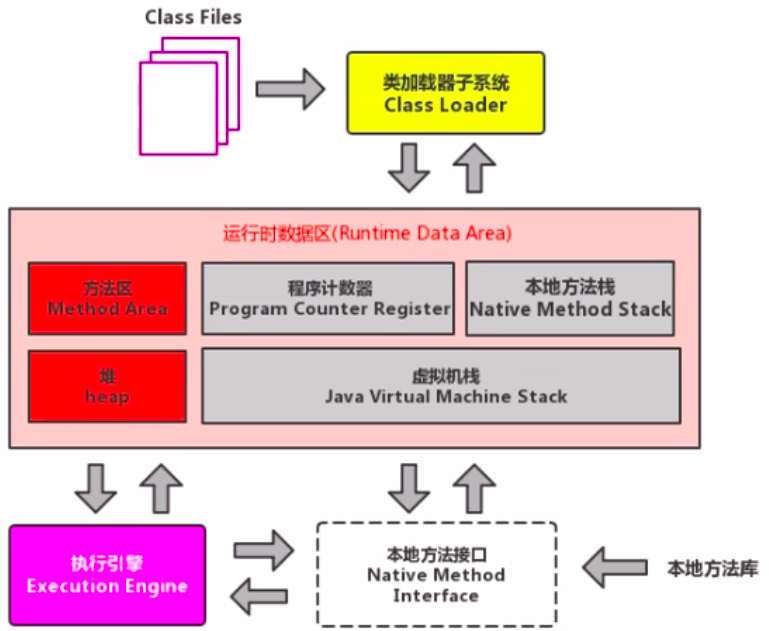 Class Files
类加载器子系统
Class Loader
运行时数据区(Runtime Data Area)
方法区
Method Area
程序计数器
Program Counter Register
本地方法栈
Native Method Stack
堆
heap
虚拟机栈
Java Virtual Machine Stack
执行引擎
Execution Engine
本地方法接口
Native Method
Interface
本地方法库